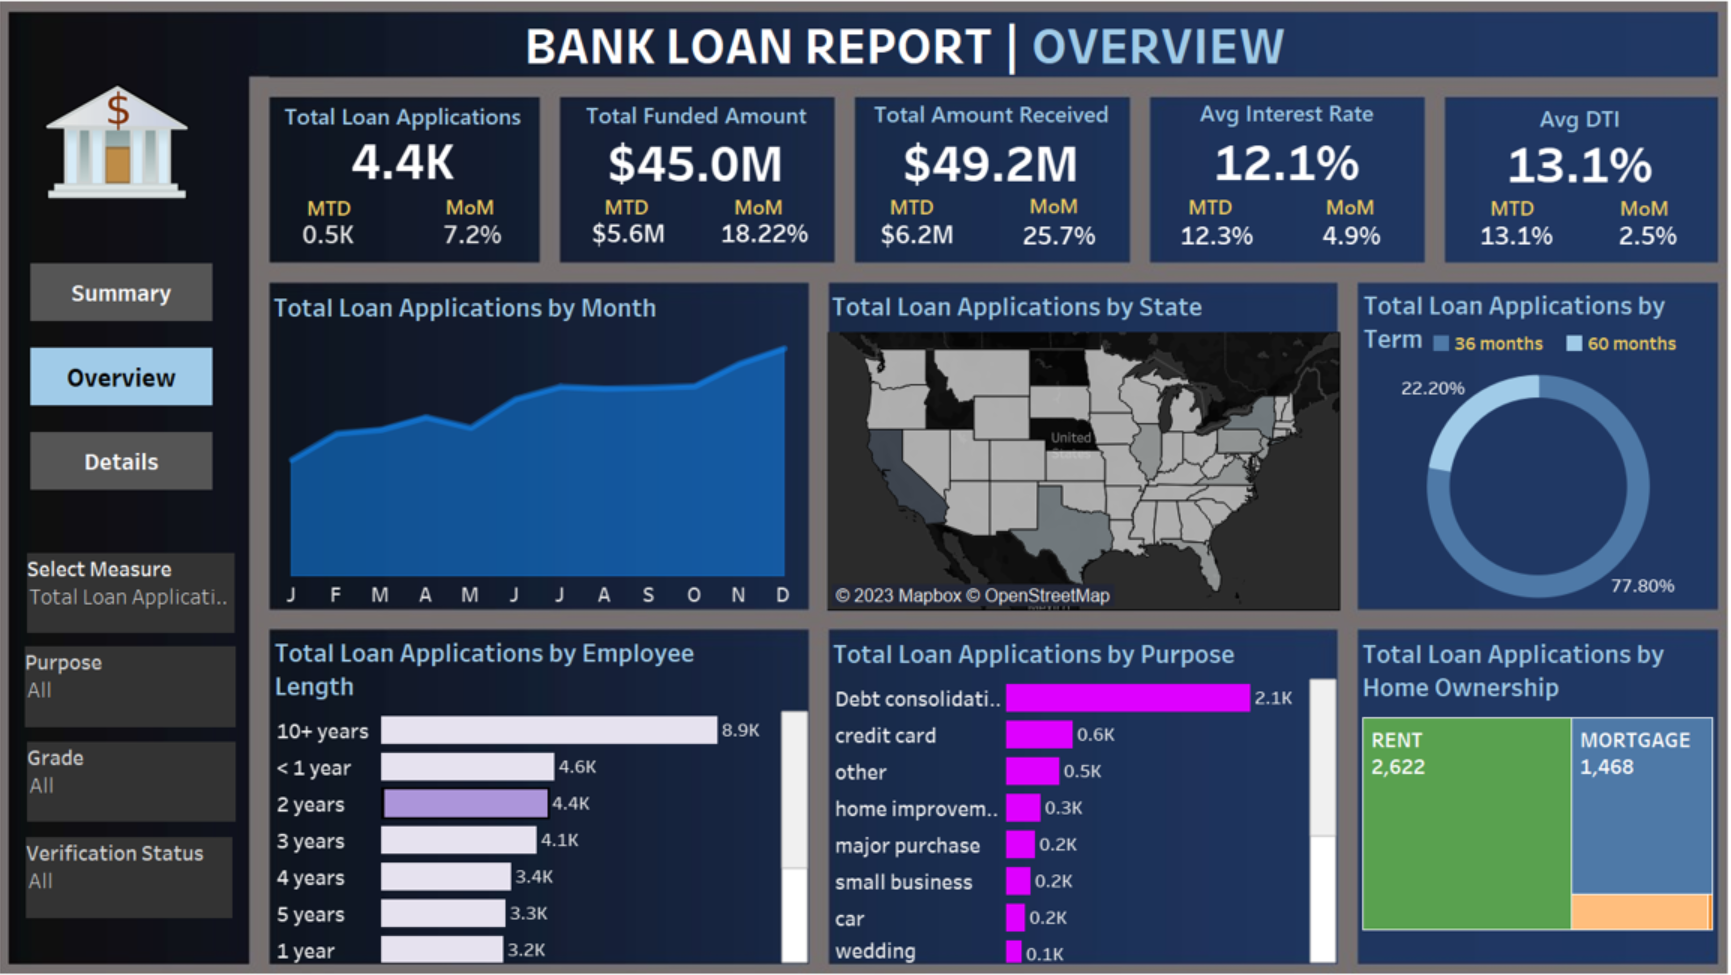 BANK LOAN REPORT | OVERVIEW
$
Summary
Overview
Details
Select Measure
Total Loan Applicati..
Purpose
All
Grade
All
Verification Status
All
Total Loan Applications
4.4K
MTD MoM
0.5K 7.2%
Total Funded Amount
$45.0M
MTD MoM
$5.6M 18.22%
Total Amount Received
$49.2M
MTD MoM
$6.2M 25.7%
Avg Interest Rate
12.1%
MTD MoM
12.3% 4.9%
Avg DTI
13.1%
MTD MoM
13.1% 2.5%
Total Loan Applications by Month
J F M A M J J A S O N D
Total Loan Applications by State
United
States
© 2023 Mapbox © OpenStreetMap
Total Loan Applications by
Term 36 months 60 months
22.20%
77.80%
Total Loan Applications by Employee
Length
10+ years 8.9K
< 1 year 4.6K
2 years 4.4K
3 years 4.1K
4 years 3.4K
5 years 3.3K
1 year 3.2K
Total Loan Applications by Purpose
Debt consolidati.. 2.1K
credit card 0.6K
other 0.5K
home improvem.. 0.3K
major purchase 0.2K
small business 0.2K
car 0.2K
wedding 0.1K
Total Loan Applications by
Home Ownership
RENT
2,622
MORTGAGE
1,468